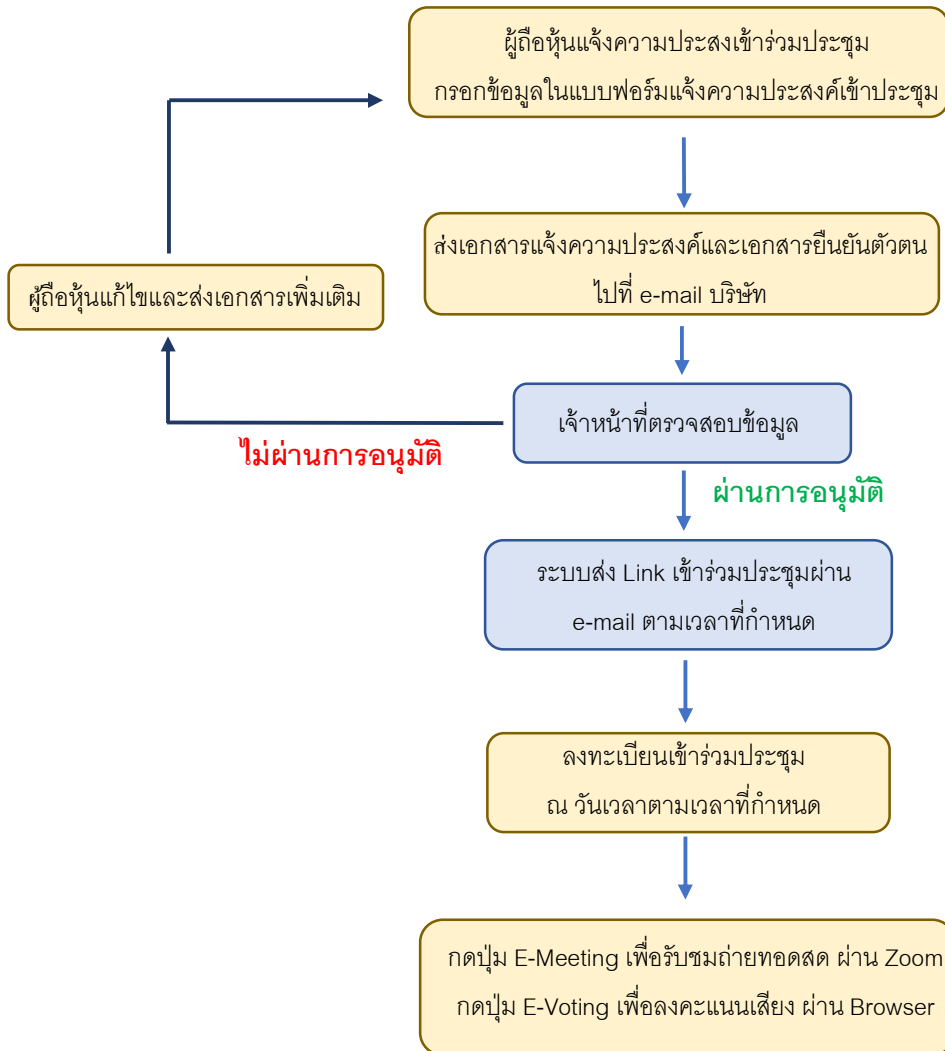 ผู้ถือหุ้นแจ้งความประสงเข้าร่วมประชุม
กรอกข้อมูลในแบบฟอร์มแจ้งความประสงค์เข้าประชุม
ส่งเอกสารแจ้งความประสงค์และเอกสารยืนยันตัวตน
ไปที่ e-mail บริษัท
ผู้ถือหุ้นแก้ไขและส่งเอกสารเพิ่มเติม
เจ้าหน้าที่ตรวจสอบข้อมูล
ไม่ผ่านการอนุมัติ
ผ่านการอนุมัติ
ระบบส่ง Link เข้าร่วมประชุมผ่าน
e-mail ตามเวลาที่กำหนด
ลงทะเบียนเข้าร่วมประชุม
ณ วันเวลาตามเวลาที่กำหนด
กดปุ่ม E-Meeting เพื่อรับชมถ่ายทอดสด ผ่าน Zoom
กดปุ่ม E-Voting เพื่อลงคะแนนเสียง ผ่าน Browser